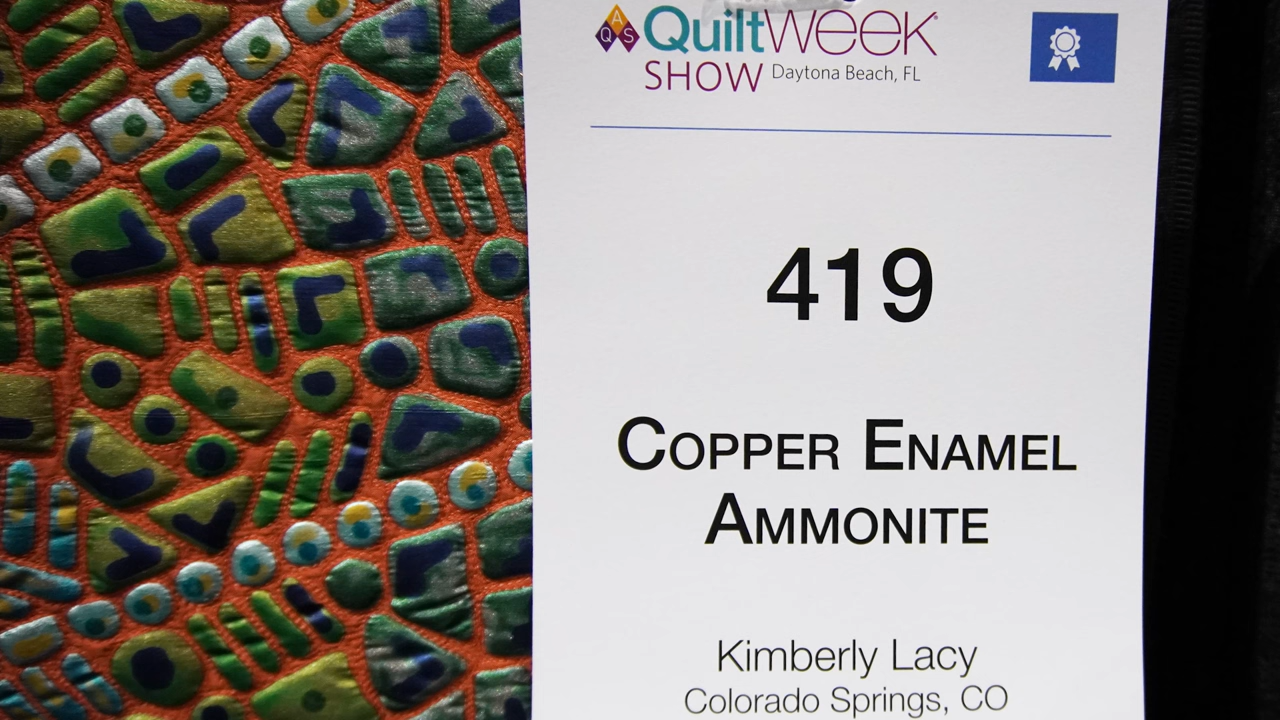 AQS QuiltWeek®
SHOW Daytona Beach, FL
419
Copper Enamel
Ammonite
Kimberly Lacy
Colorado Springs, CO